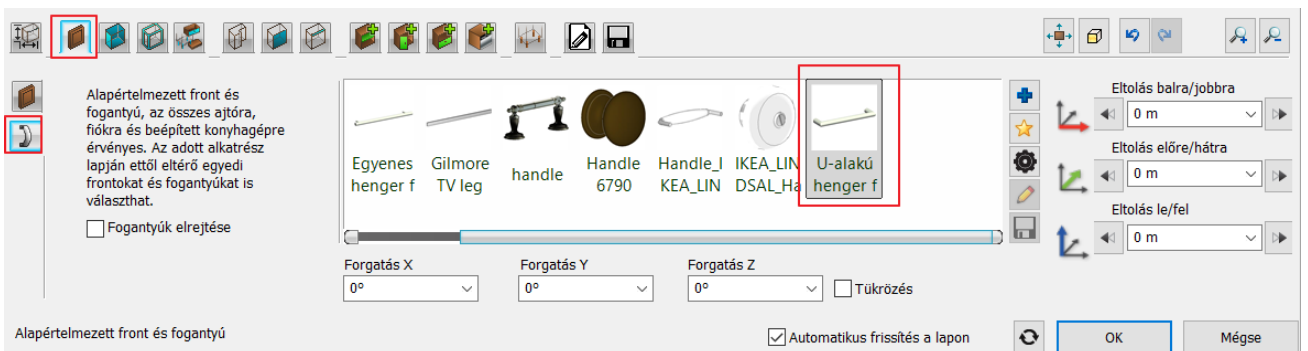 Alapértelmezett front és
fogantyú, az összes ajtóra,
fiókra és beépített konyhagépre
érvényes. Az adott alkatrész
lapján ettől eltérő egyedi
frontokat és fogantyúkat is
választhat.
Fogantyúk elrejtése
Egyenes
henger f
Gilmore
TV leg
handle
Handle
6790
Handle_I
KEA_LIN
IKEA_LIN
DSAL_Ha
U-alakú
henger f
Forgatás X
0°
Forgatás Y
0°
Forgatás Z
0°
Tükrözés
Eltolás balra/jobbra
0 m
Eltolás előre/hátra
0 m
Eltolás le/fel
0 m
Alapértelmezett front és fogantyú
Automatikus frissítés a lapon
OK
Mégse